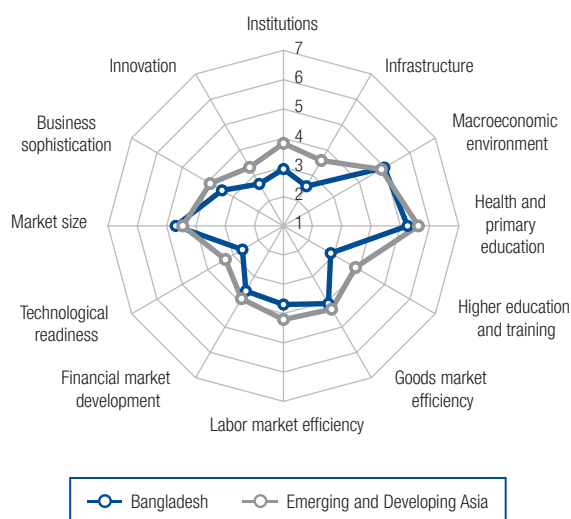 Institutions
Infrastructure
Macroeconomic
environment
Health and
primary
education
Higher education
and training
Goods market
efficiency
Labor market efficiency
Financial market
development
Technological
readiness
Market size
Business
sophistication
Innovation
7
6
5
4
3
2
1
Bangladesh
Emerging and Developing Asia